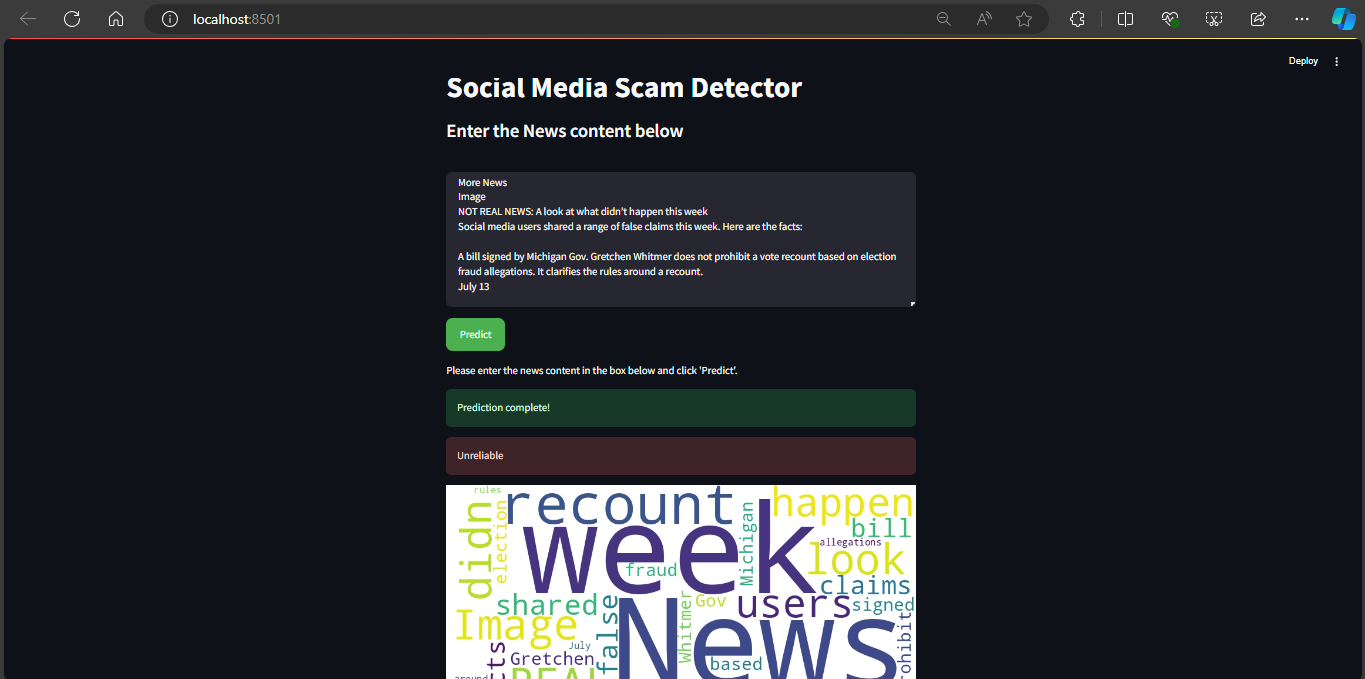 localhost:8501
Deploy
Social Media Scam Detector
Enter the News content below
More News
Image
NOT REAL NEWS: A look at what didn't happen this week
Social media users shared a range of false claims this week. Here are the facts:
A bill signed by Michigan Gov. Gretchen Whitmer does not prohibit a vote recount based on election
fraud allegations. It clarifies the rules around a recount.
July 13
Predict
Please enter the news content in the box below and click 'Predict'.
Prediction complete!
Unreliable
rules
recount
happen
didn
election
week
Michigan
bill
allegations
look
fraud
claims
shared
false
Whitmer
Gov
users
signed
Image
News
July
Gretchen
based
REAL
around